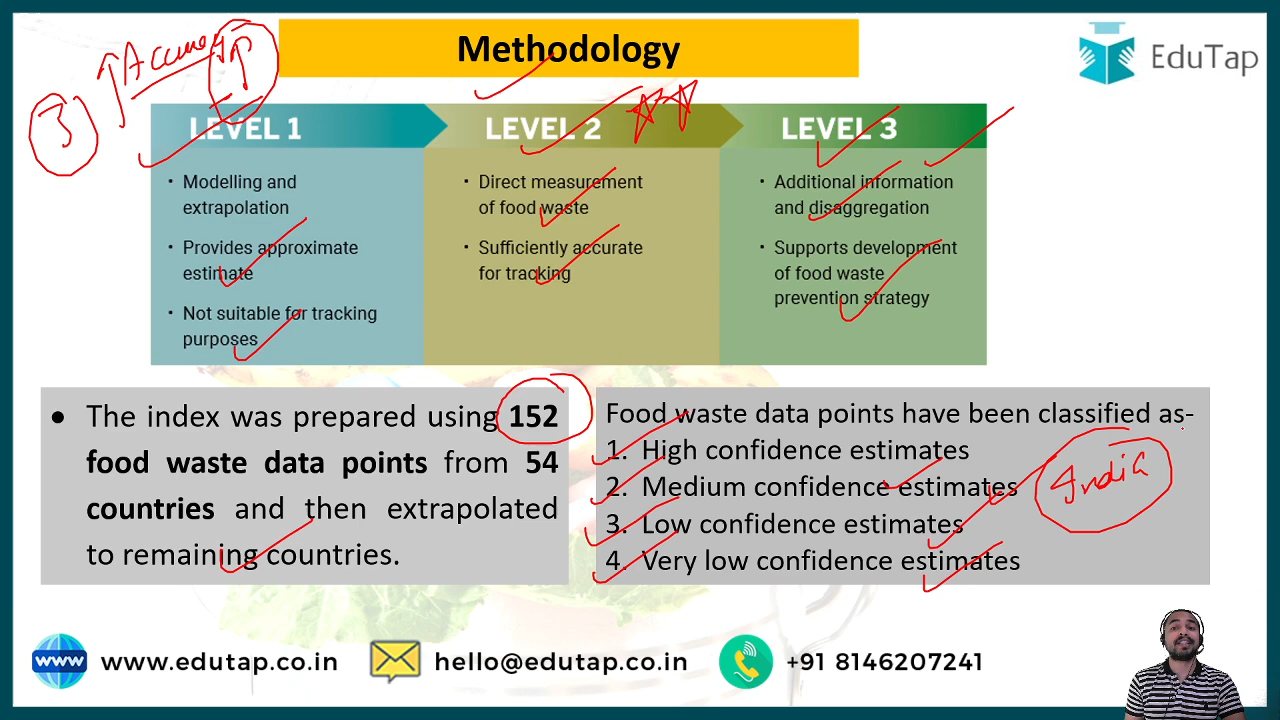 Methodology
EduTap
3
Accuracy
LEVEL 1
• Modelling and
extrapolation
• Provides approximate
estimate
• Not suitable for tracking
purposes
LEVEL 2
• Direct measurement
of food waste
• Sufficiently accurate
for tracking
LEVEL 3
• Additional information
and disaggregation
• Supports development
of food waste
prevention strategy
• The index was prepared using 152
food waste data points from 54
countries and then extrapolated
to remaining countries.
Food waste data points have been classified as-
1. High confidence estimates
2. Medium confidence estimates
3. Low confidence estimates
4. Very low confidence estimates
India
www
www.edutap.co.in
hello@edutap.co.in
+91 8146207241